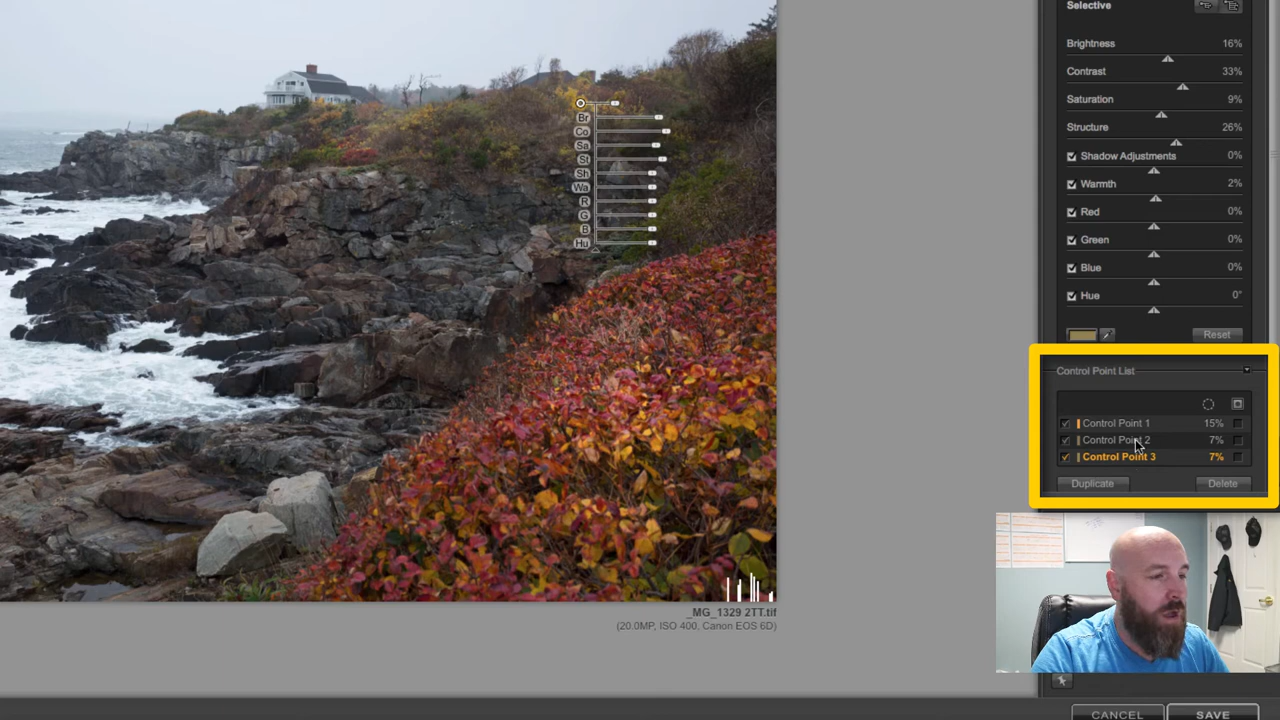 Selective
Brightness 16%
Contrast 33%
Saturation 9%
Structure 26%
Shadow Adjustments 0%
Warmth 2%
Red 0%
Green 0%
Blue 0%
Hue 0°
Reset
Br
Co
Sa
St
Sh
Wa
R
G
B
Hu
Control Point List
Control Point 1 15%
Control Point 2 7%
Control Point 3 7%
Duplicate Delete
_MG_1329 2TT.tif
(20.0MP, ISO 400, Canon EOS 6D)
CANCEL SAVE